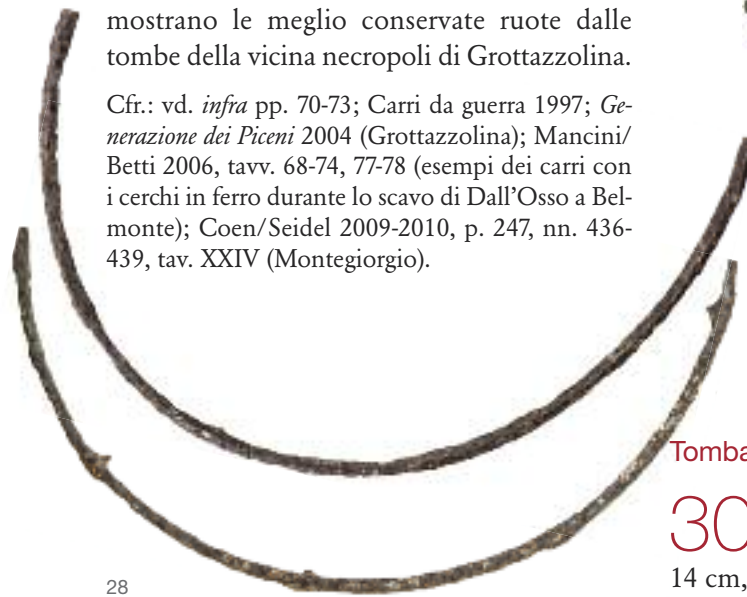 mostrano le meglio conservate ruote dalle
tombe della vicina necropoli di Grottazzolina.
Cfr.: vd. infra pp. 70-73; Carri da guerra 1997; Ge-
nerazione dei Piceni 2004 (Grottazzolina); Mancini/
Betti 2006, tavv. 68-74, 77-78 (esempi dei carri con
i cerchi in ferro durante lo scavo di Dall'Osso a Bel-
monte); Coen/Seidel 2009-2010, p. 247, nn. 436-
439, tav. XXIV (Montegiorgio).
Tomba
30
14 cm,
28